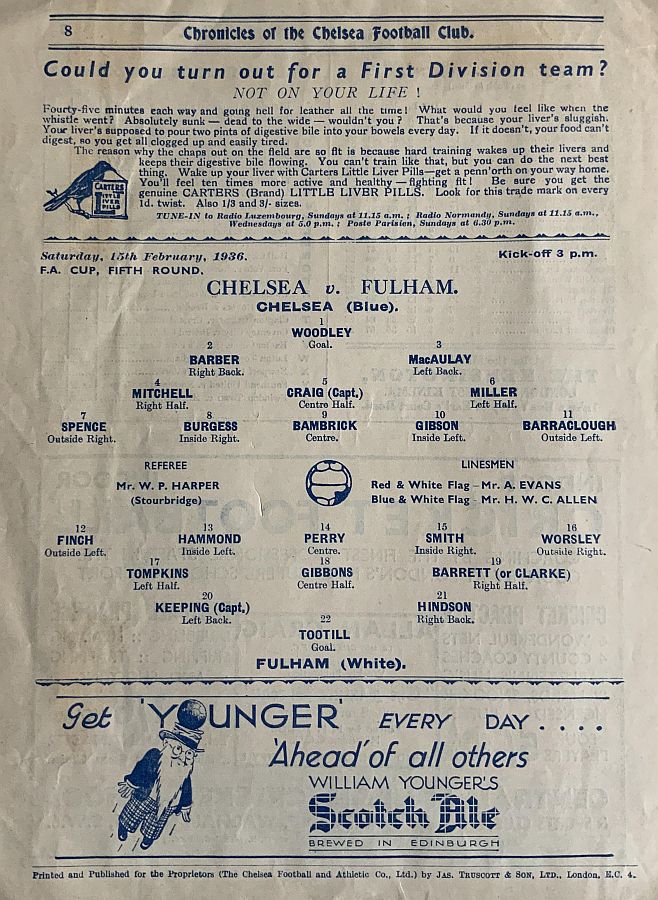 8
Chronicles of the Chelsea Football Club.
Could you turn out for a First Division team?
NOT ON YOUR LIFE !
Fourty-five minutes each way and going hell for leather all the time! What would you feel like when the
whistle went? Absolutely sunk — dead to the wide — wouldn't you? That's because your liver's sluggish.
Your liver's supposed to pour two pints of digestive bile into your bowels every day. If it doesn't, your food can't
digest, so you get all clogged up and easily tired.
The reason why the chaps out on the field are so fit is because hard training wakes up their livers and
keeps their digestive bile flowing. You can't train like that, but you can do the next best
thing. Wake up your liver with Carters Little Liver Pills—get a penn'orth on your way home.
You'll feel ten times more active and healthy — fighting fit! Be sure you get the
genuine CARTERS (Brand) LITTLE LIVER PILLS. Look for this trade mark on every
1d. twist. Also 1/3 and 3/- sizes.
CARTERS
LITTLE
LIVER
PILLS
TUNE-IN to Radio Luxembourg, Sundays at 11.15 a.m. ; Radio Normandy, Sundays at 11.15 a.m.,
Wednesdays at 5.0 p.m. ; Poste Parisien, Sundays at 6.30 p.m.
Saturday, 15th February, 1936. Kick-off 3 p.m.
F.A. CUP, FIFTH ROUND.
CHELSEA v. FULHAM.
CHELSEA (Blue).
1
WOODLEY
Goal.
2 3
BARBER MacAULAY
Right Back. Left Back.
4 5 6
MITCHELL CRAIG (Capt.) MILLER
Right Half. Centre Half. Left Half.
7 8 9 10 11
SPENCE BURGESS BAMBRICK GIBSON BARRACLOUGH
Outside Right. Inside Right. Centre. Inside Left. Outside Left.
REFEREE LINESMEN
Mr. W. P. HARPER Red & White Flag - Mr. A. EVANS
(Stourbridge) Blue & White Flag - Mr. H. W. C. ALLEN
12 13 14 15 16
FINCH HAMMOND PERRY SMITH WORSLEY
Outside Left. Inside Left. Centre. Inside Right. Outside Right.
17 18 19
TOMPKINS GIBBONS BARRETT (or CLARKE)
Left Half. Centre Half. Right Half.
20 21
KEEPING (Capt.) HINDSON
Left Back. Right Back.
22
TOOTILL
Goal.
FULHAM (White).
Get 'YOUNGER' EVERY DAY . . . .
'Ahead' of all others
WILLIAM YOUNGER'S
Scotch Ale
BREWED IN EDINBURGH
Printed and Published for the Proprietors (The Chelsea Football and Athletic Co., Ltd.) by JAS. TRUSCOTT & SON, LTD., London, E.C. 4.